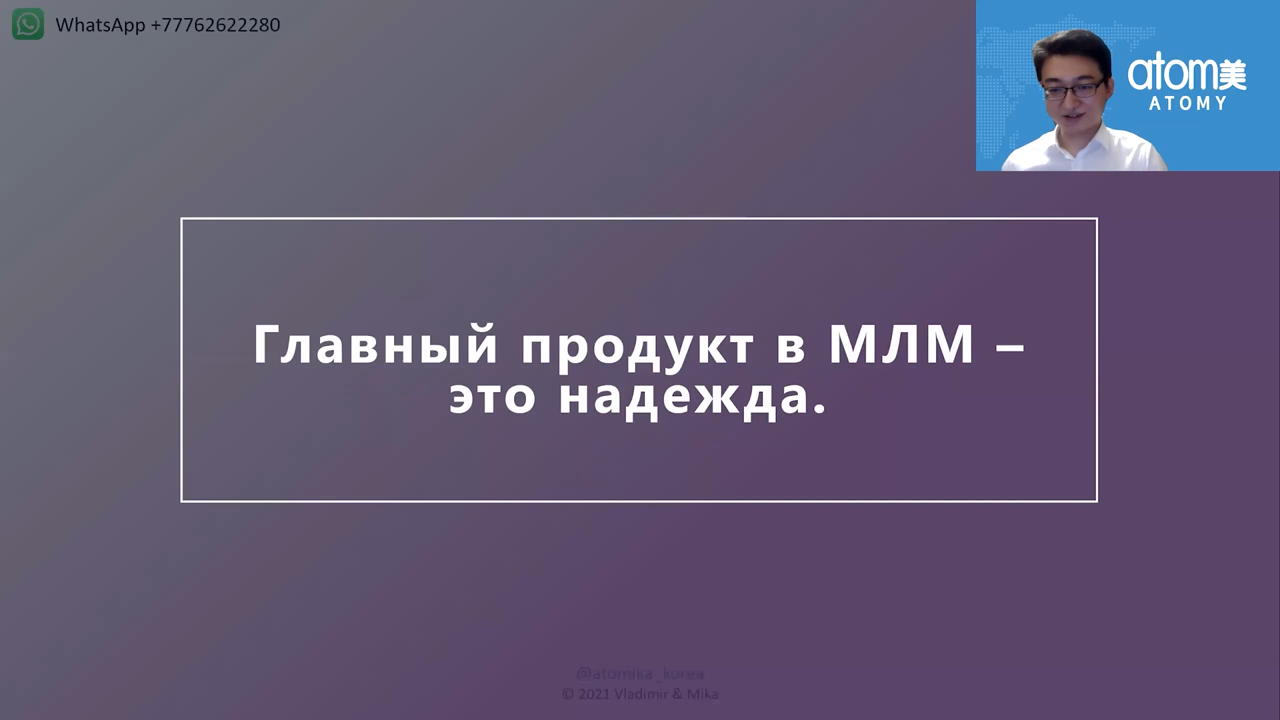 WhatsApp +77762622280
atom美
ATOMY
Главный продукт в МЛМ –
это надежда.
@atomika_korea
© 2021 Vladimir & Mika